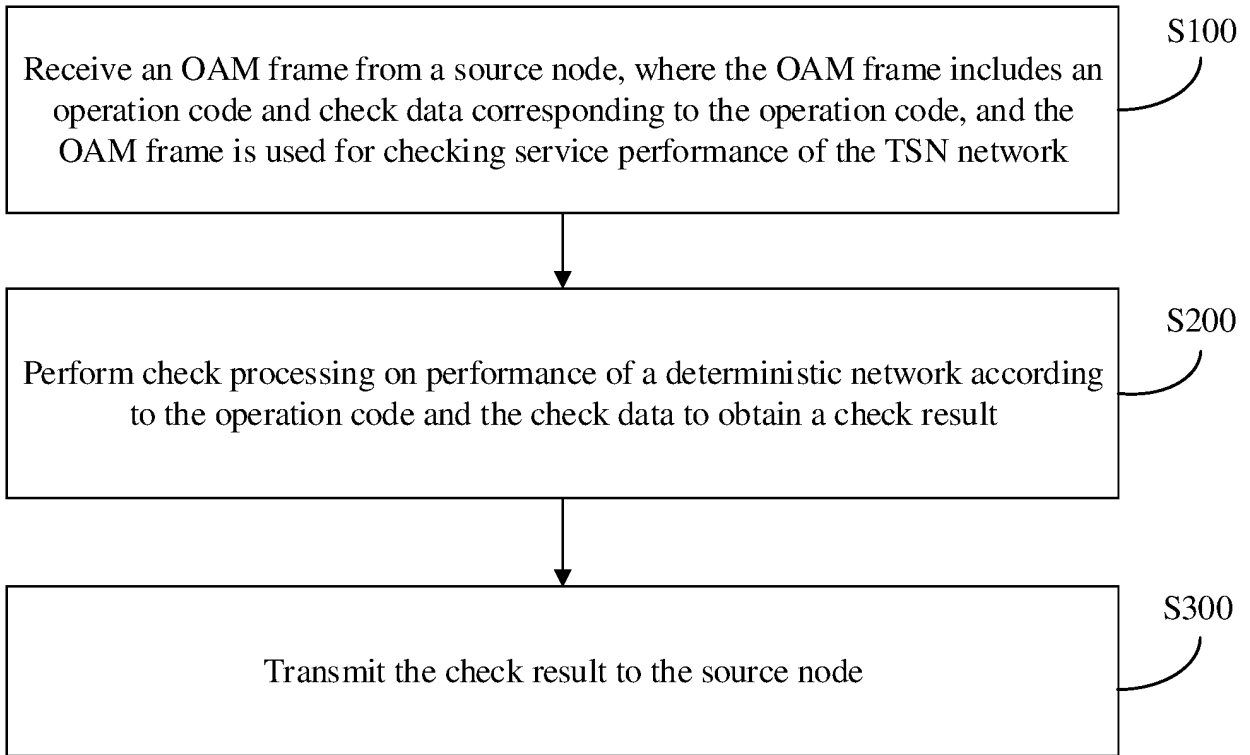 S100
Receive an OAM frame from a source node, where the OAM frame includes an
operation code and check data corresponding to the operation code, and the
OAM frame is used for checking service performance of the TSN network
S200
Perform check processing on performance of a deterministic network according
to the operation code and the check data to obtain a check result
S300
Transmit the check result to the source node